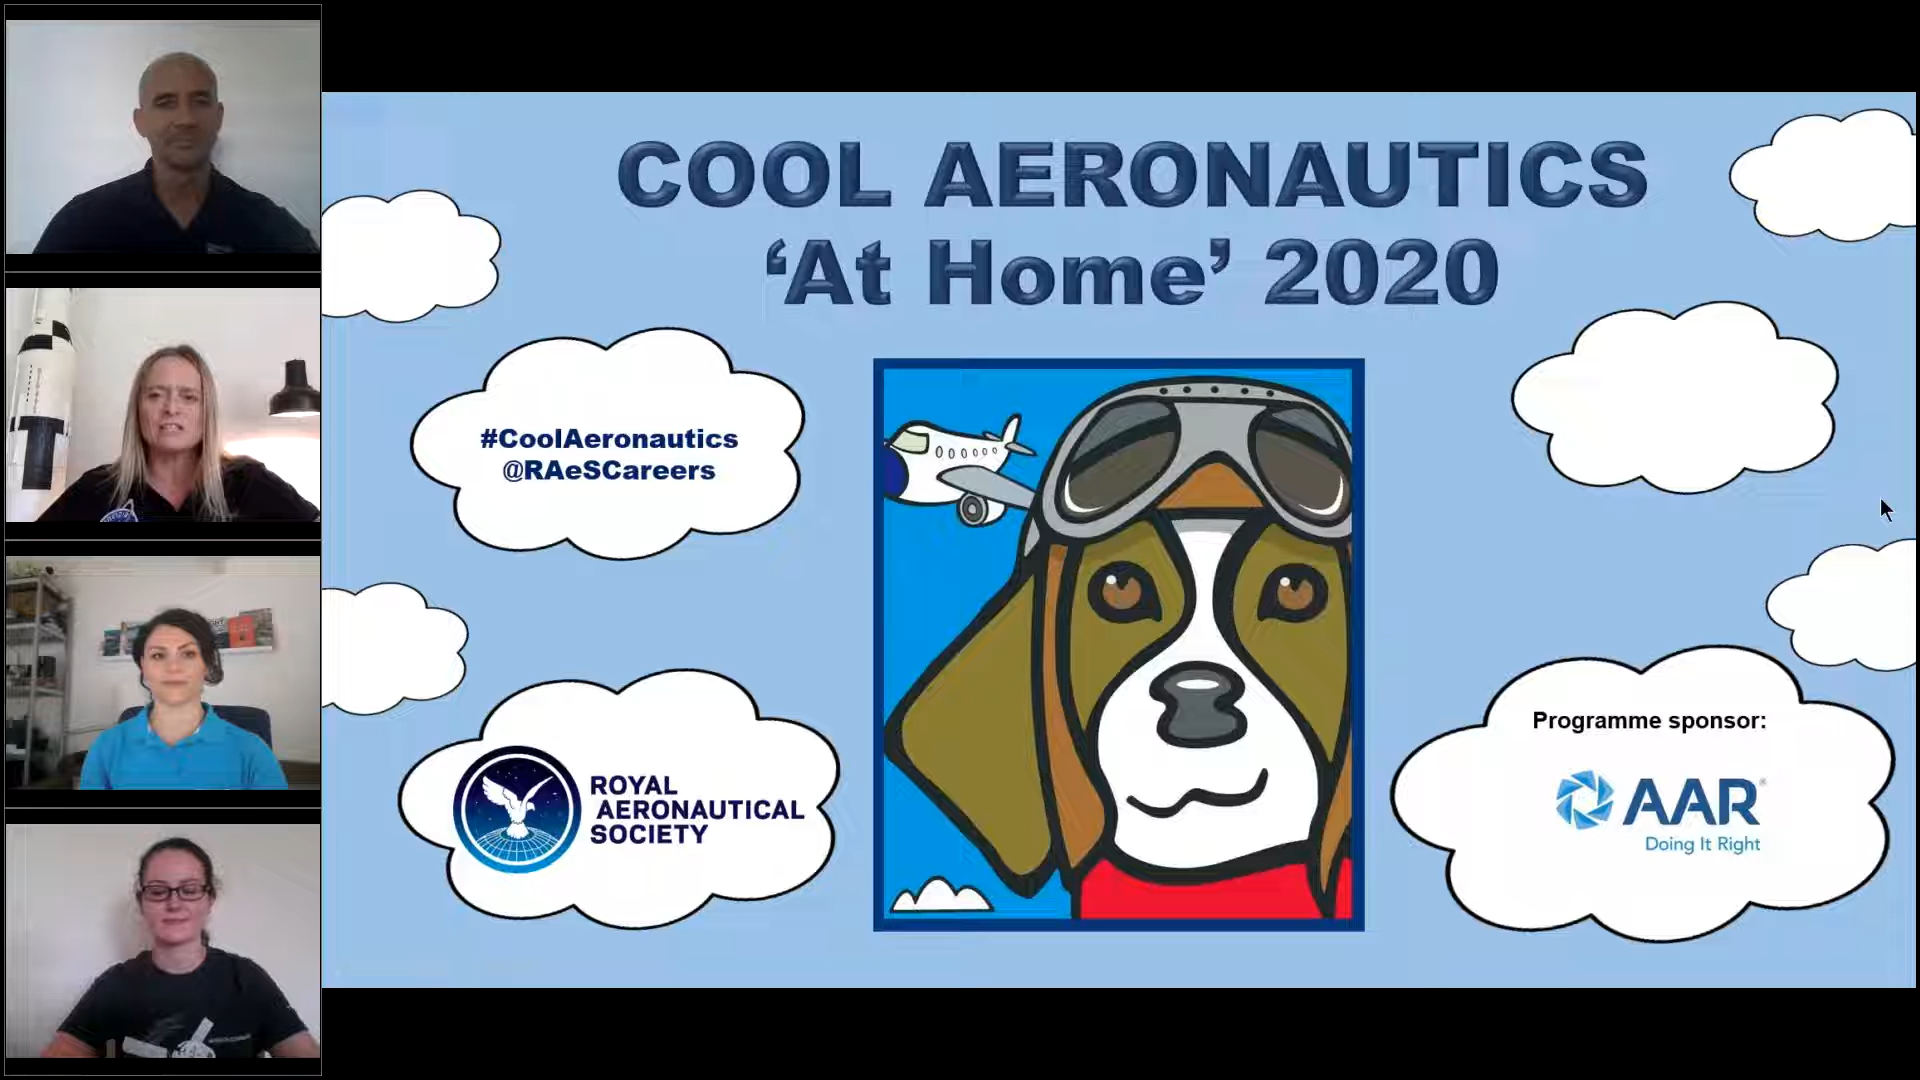 COOL AERONAUTICS
‘At Home’ 2020
#CoolAeronautics
@RAeSCareers
ROYAL
AERONAUTICAL
SOCIETY
Programme sponsor:
AAR®
Doing It Right